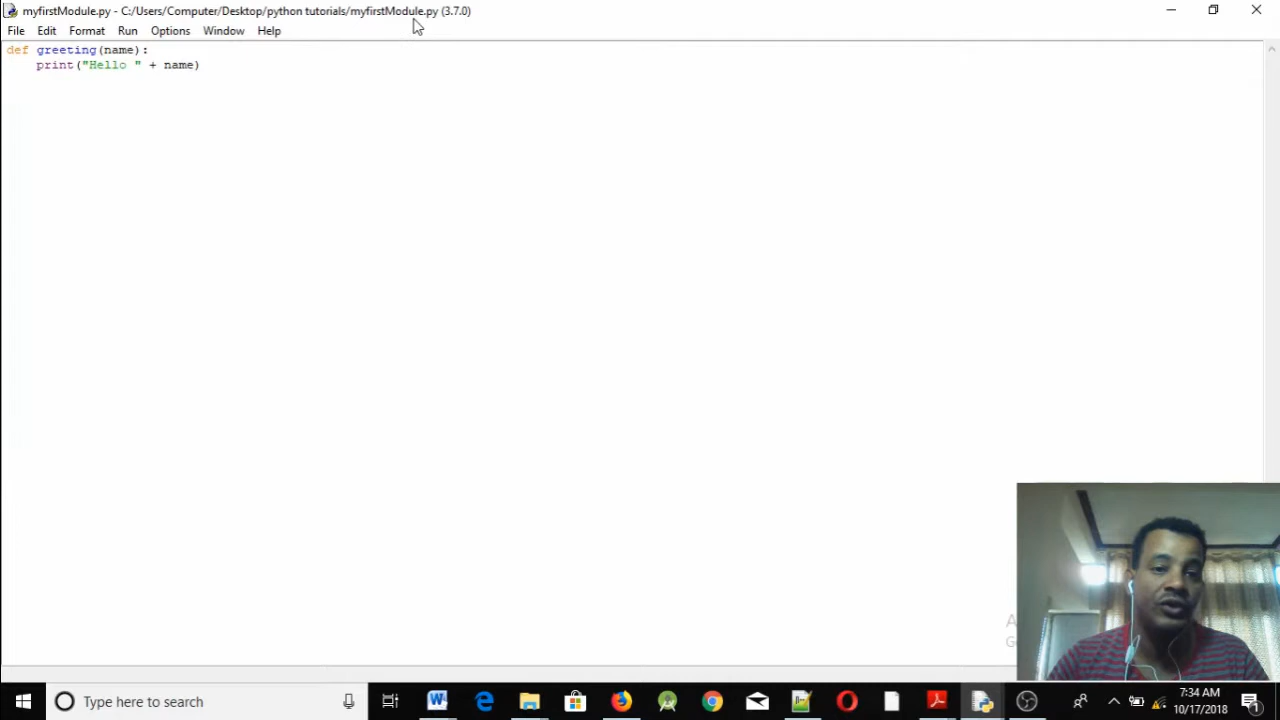 myfirstModule.py - C:/Users/Computer/Desktop/python tutorials/myfirstModule.py (3.7.0)
File Edit Format Run Options Window Help
def greeting(name):
    print("Hello " + name)
Type here to search
7:34 AM
10/17/2018
1